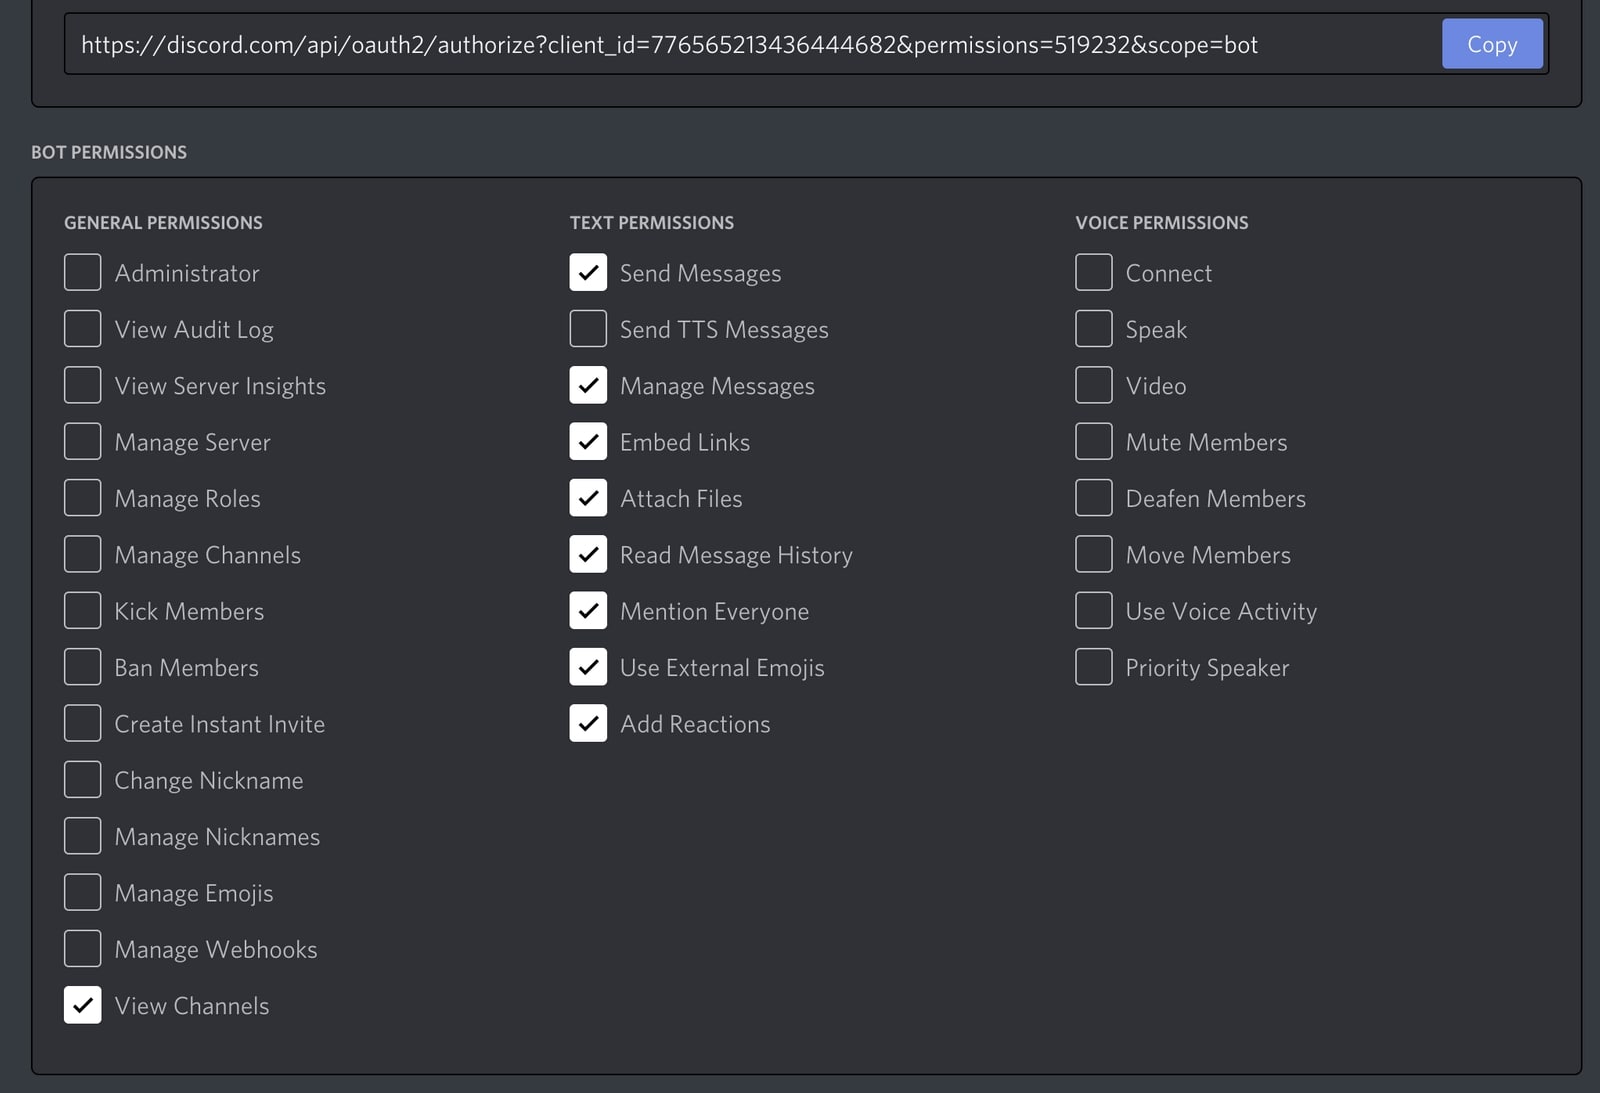 https://discord.com/api/oauth2/authorize?client_id=776565213436444682&permissions=519232&scope=bot
Copy
BOT PERMISSIONS
GENERAL PERMISSIONS
Administrator
View Audit Log
View Server Insights
Manage Server
Manage Roles
Manage Channels
Kick Members
Ban Members
Create Instant Invite
Change Nickname
Manage Nicknames
Manage Emojis
Manage Webhooks
View Channels
TEXT PERMISSIONS
Send Messages
Send TTS Messages
Manage Messages
Embed Links
Attach Files
Read Message History
Mention Everyone
Use External Emojis
Add Reactions
VOICE PERMISSIONS
Connect
Speak
Video
Mute Members
Deafen Members
Move Members
Use Voice Activity
Priority Speaker